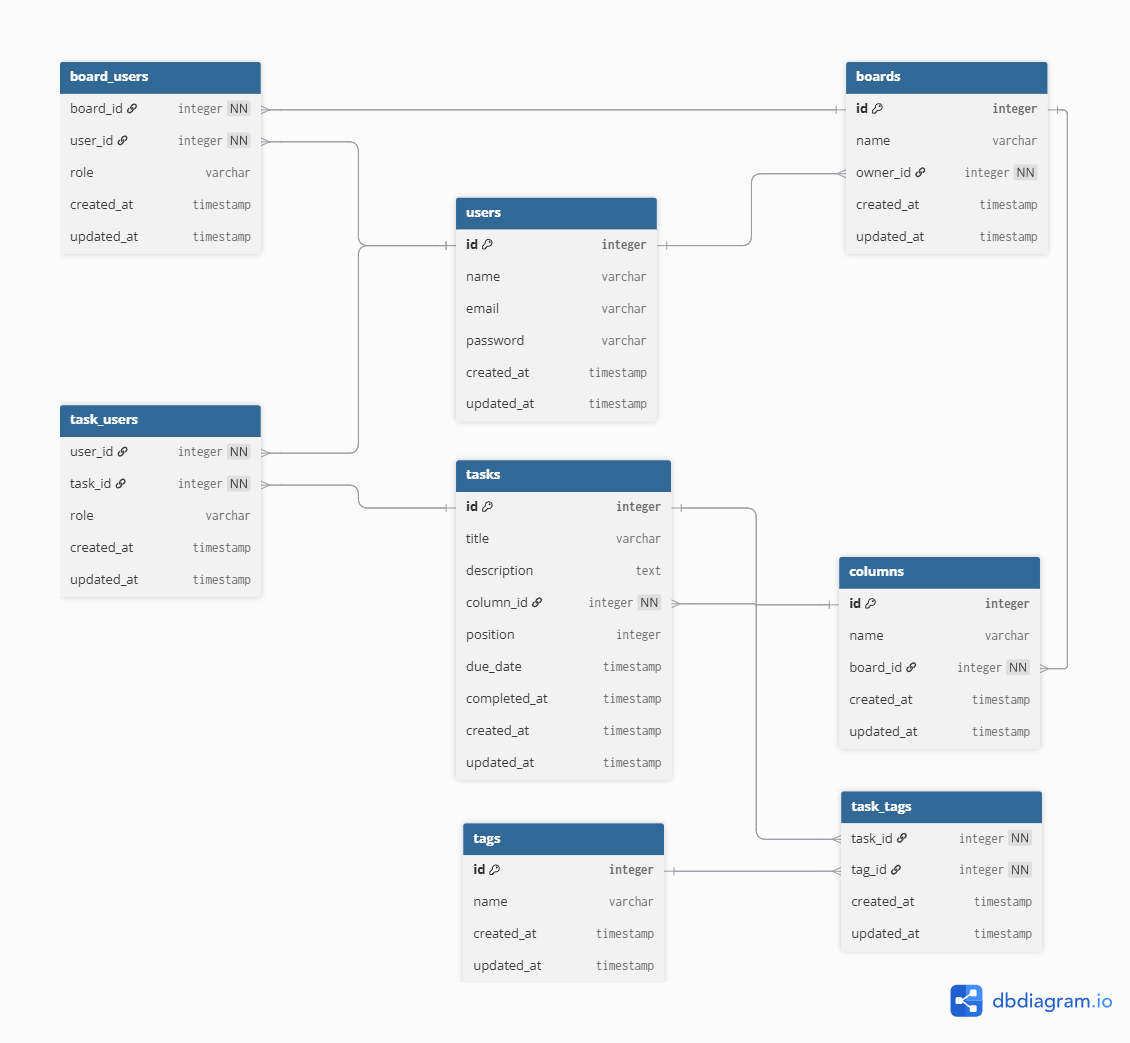 board_users
board_id integer NN
user_id integer NN
role varchar
created_at timestamp
updated_at timestamp
boards
id integer
name varchar
owner_id integer NN
created_at timestamp
updated_at timestamp
users
id integer
name varchar
email varchar
password varchar
created_at timestamp
updated_at timestamp
task_users
user_id integer NN
task_id integer NN
role varchar
created_at timestamp
updated_at timestamp
tasks
id integer
title varchar
description text
column_id integer NN
position integer
due_date timestamp
completed_at timestamp
created_at timestamp
updated_at timestamp
columns
id integer
name varchar
board_id integer NN
created_at timestamp
updated_at timestamp
task_tags
task_id integer NN
tag_id integer NN
created_at timestamp
updated_at timestamp
tags
id integer
name varchar
created_at timestamp
updated_at timestamp
dbdiagram.io